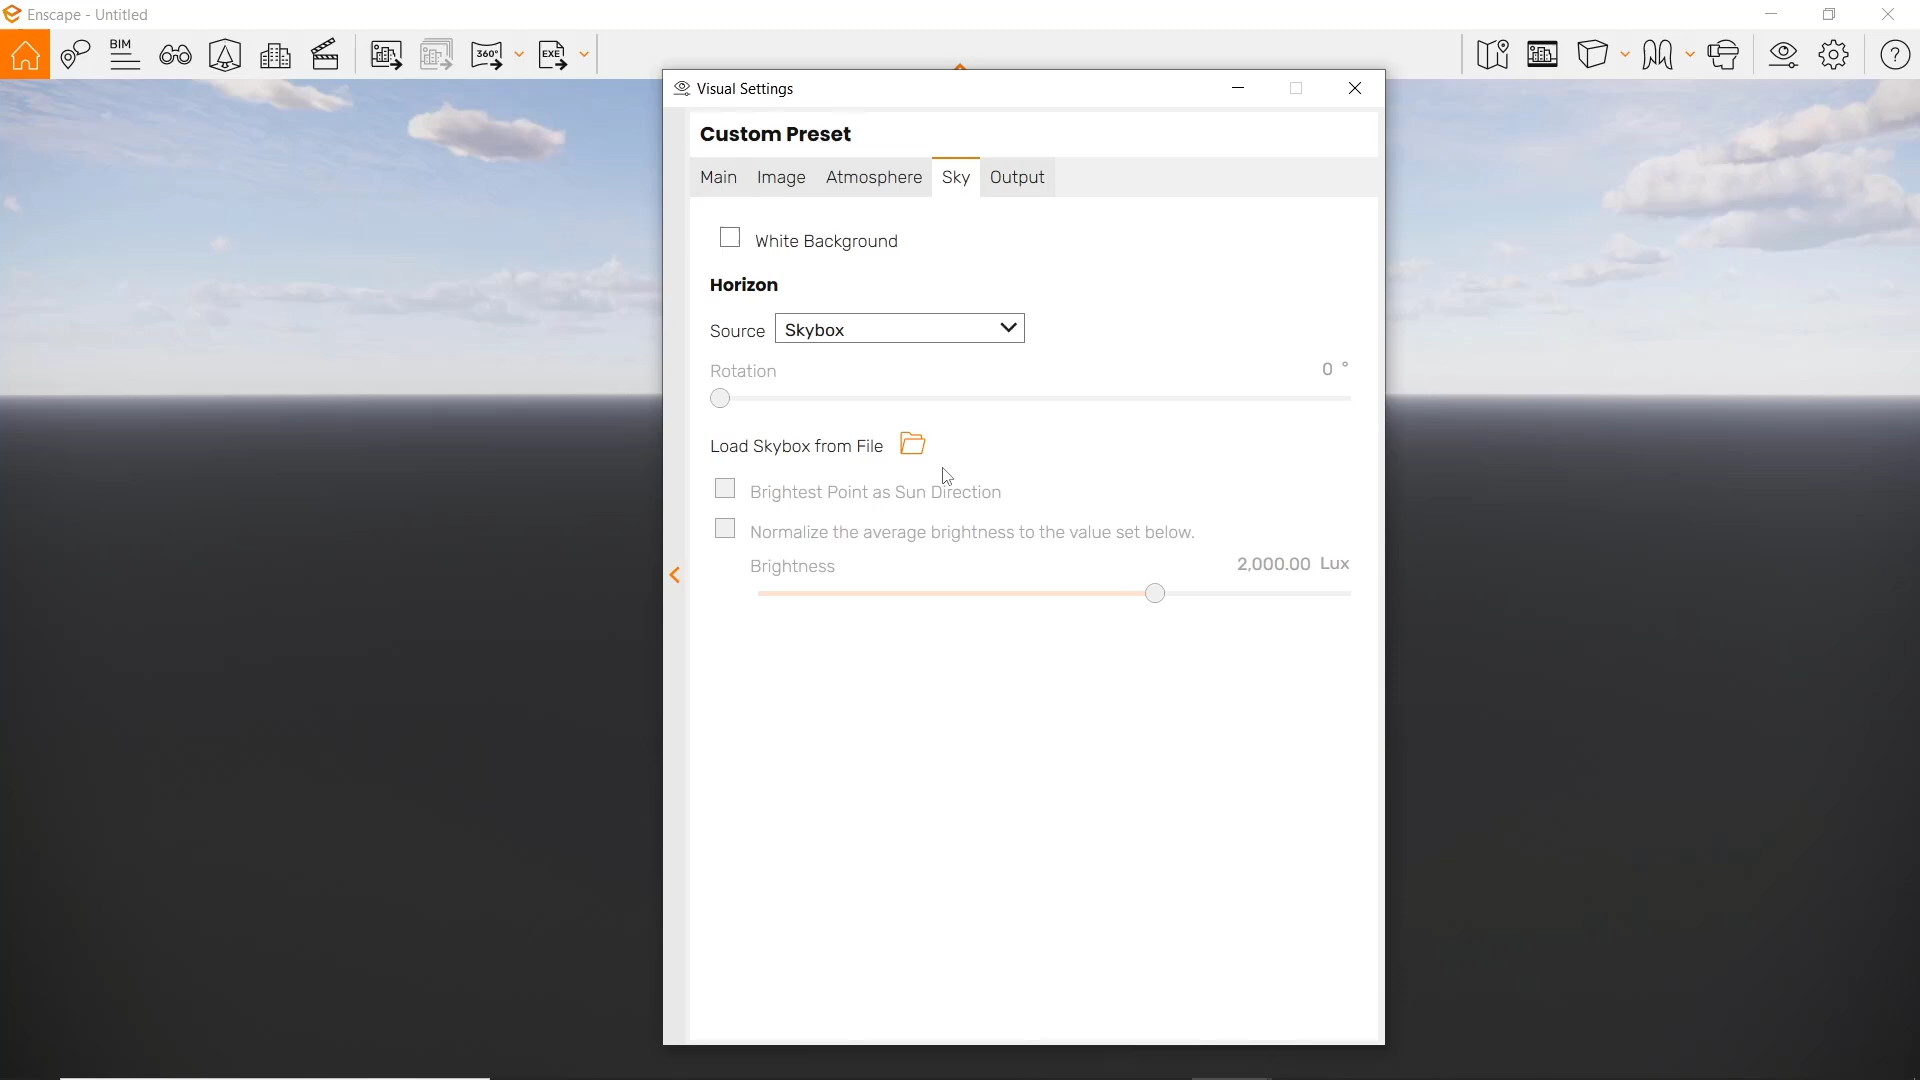 Enscape - Untitled
BIM
360°
EXE
?
Visual Settings
Custom Preset
Main Image Atmosphere Sky Output
White Background
Horizon
Source Skybox
Rotation 0 °
Load Skybox from File
Brightest Point as Sun Direction
Normalize the average brightness to the value set below.
Brightness 2,000.00 Lux